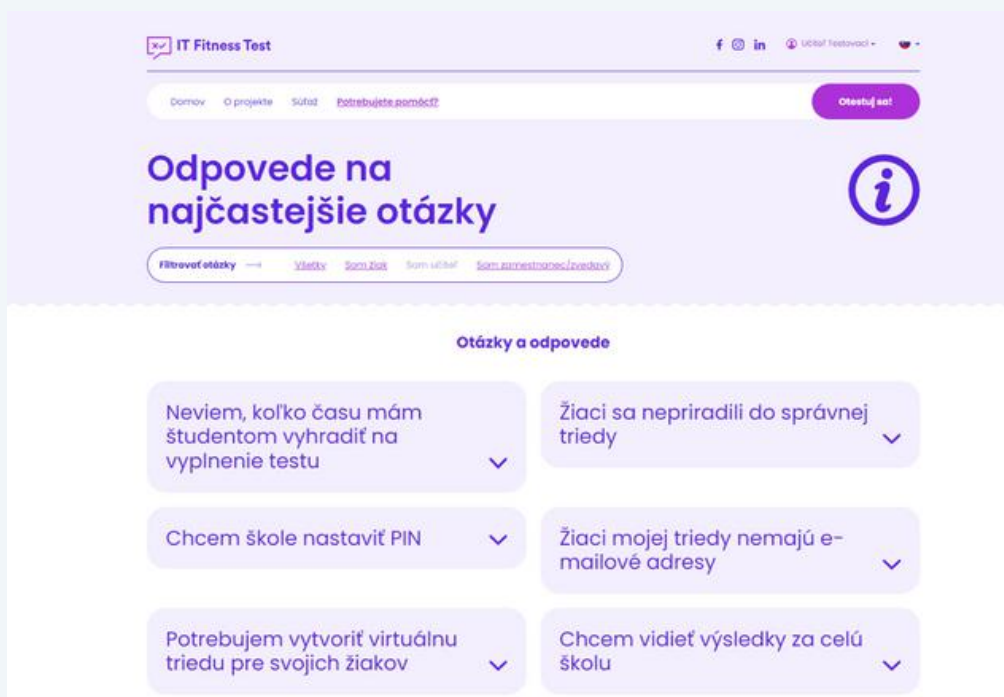 IT Fitness Test
Učiteľ Testovací
Domov O projekte Súťaž Potrebujete pomôcť? Otestuj sa!
Odpovede na
najčastejšie otázky
Filtrovať otázky Všetky Som žiak Som učiteľ Som zamestnanec/zvedavý
Otázky a odpovede
Neviem, koľko času mám
študentom vyhradiť na
vyplnenie testu
Žiaci sa nepriradili do správnej
triedy
Chcem škole nastaviť PIN
Žiaci mojej triedy nemajú e-
mailové adresy
Potrebujem vytvoriť virtuálnu
triedu pre svojich žiakov
Chcem vidieť výsledky za celú
školu